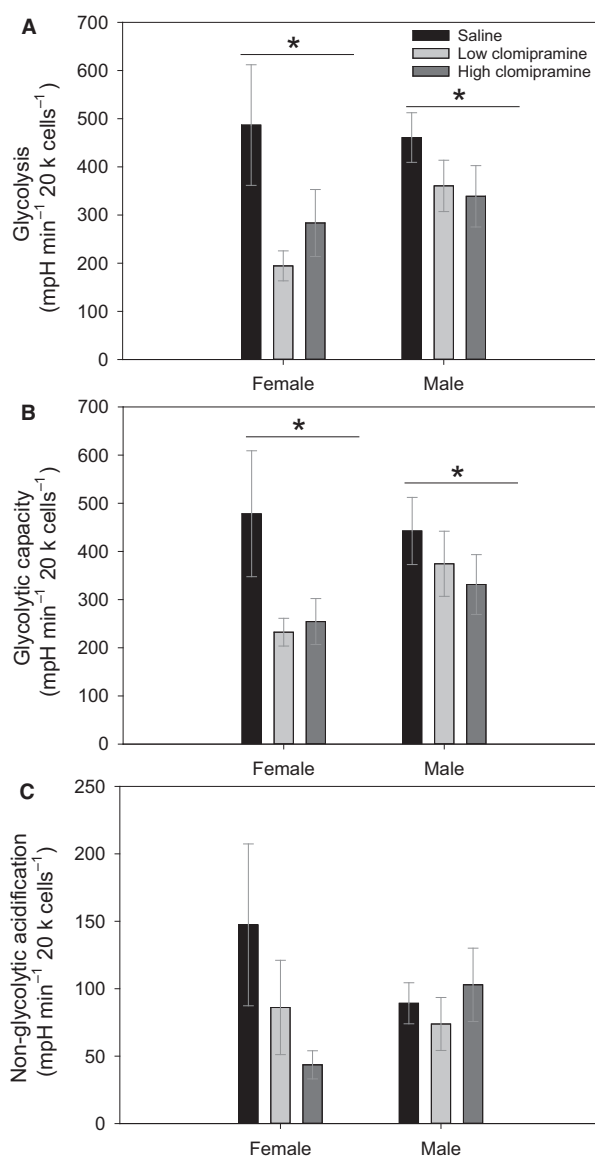 A
Glycolysis
(mpH min⁻¹ 20 k cells⁻¹)
700
600
500
400
300
200
100
0
*
*
Saline
Low clomipramine
High clomipramine
Female
Male
B
Glycolytic capacity
(mpH min⁻¹ 20 k cells⁻¹)
700
600
500
400
300
200
100
0
*
*
Female
Male
C
Non-glycolytic acidification
(mpH min⁻¹ 20 k cells⁻¹)
250
200
150
100
50
0
Female
Male